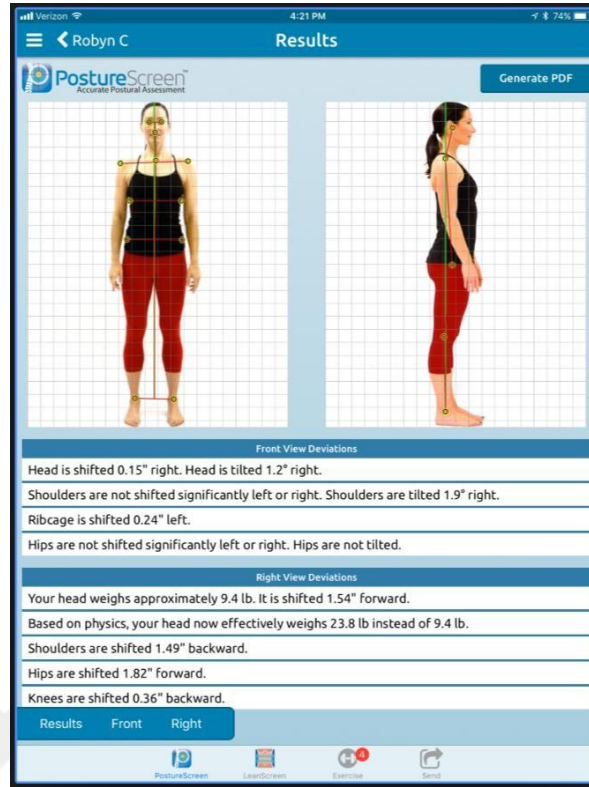 Verizon 4:21 PM 74%
Robyn C Results
PostureScreen™
Accurate Postural Assessment
Generate PDF
Front View Deviations
Head is shifted 0.15" right. Head is tilted 1.2° right.
Shoulders are not shifted significantly left or right. Shoulders are tilted 1.9° right.
Ribcage is shifted 0.24" left.
Hips are not shifted significantly left or right. Hips are not tilted.
Right View Deviations
Your head weighs approximately 9.4 lb. It is shifted 1.54" forward.
Based on physics, your head now effectively weighs 23.8 lb instead of 9.4 lb.
Shoulders are shifted 1.49" backward.
Hips are shifted 1.82" forward.
Knees are shifted 0.36" backward.
Results Front Right
4
PostureScreen LeanScreen Exercise Send